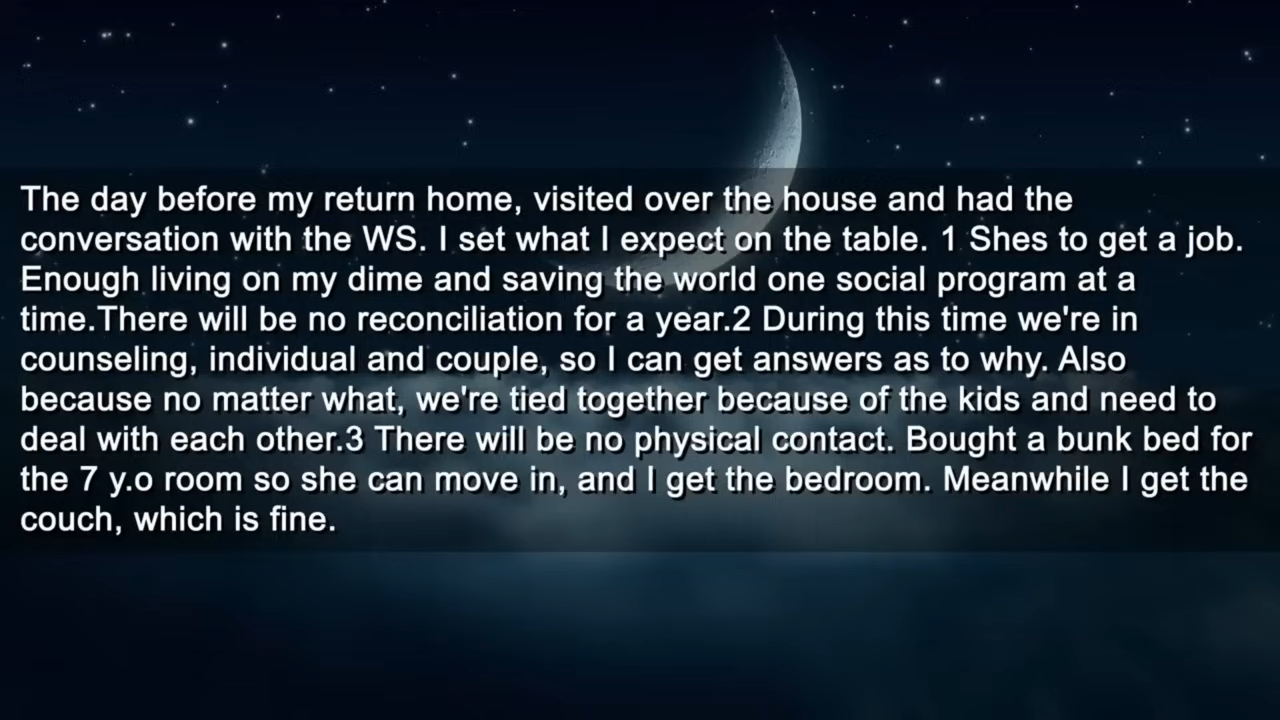 The day before my return home, visited over the house and had the
conversation with the WS. I set what I expect on the table. 1 Shes to get a job.
Enough living on my dime and saving the world one social program at a
time.There will be no reconciliation for a year.2 During this time we're in
counseling, individual and couple, so I can get answers as to why. Also
because no matter what, we're tied together because of the kids and need to
deal with each other.3 There will be no physical contact. Bought a bunk bed for
the 7 y.o room so she can move in, and I get the bedroom. Meanwhile I get the
couch, which is fine.